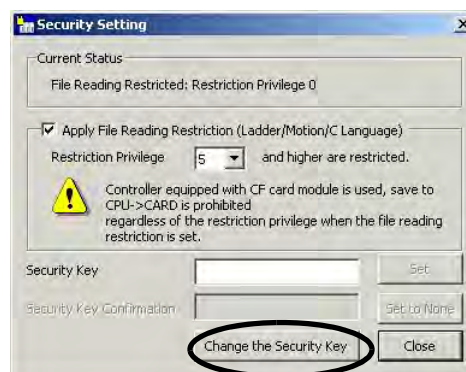 Security Setting
Current Status
File Reading Restricted: Restriction Privilege 0
Apply File Reading Restriction (Ladder/Motion/C Language)
Restriction Privilege 5 and higher are restricted.
Controller equipped with CF card module is used, save to
CPU->CARD is prohibited
regardless of the restriction privilege when the file reading
restriction is set.
Security Key Set
Security Key Confirmation Set to None
Change the Security Key Close